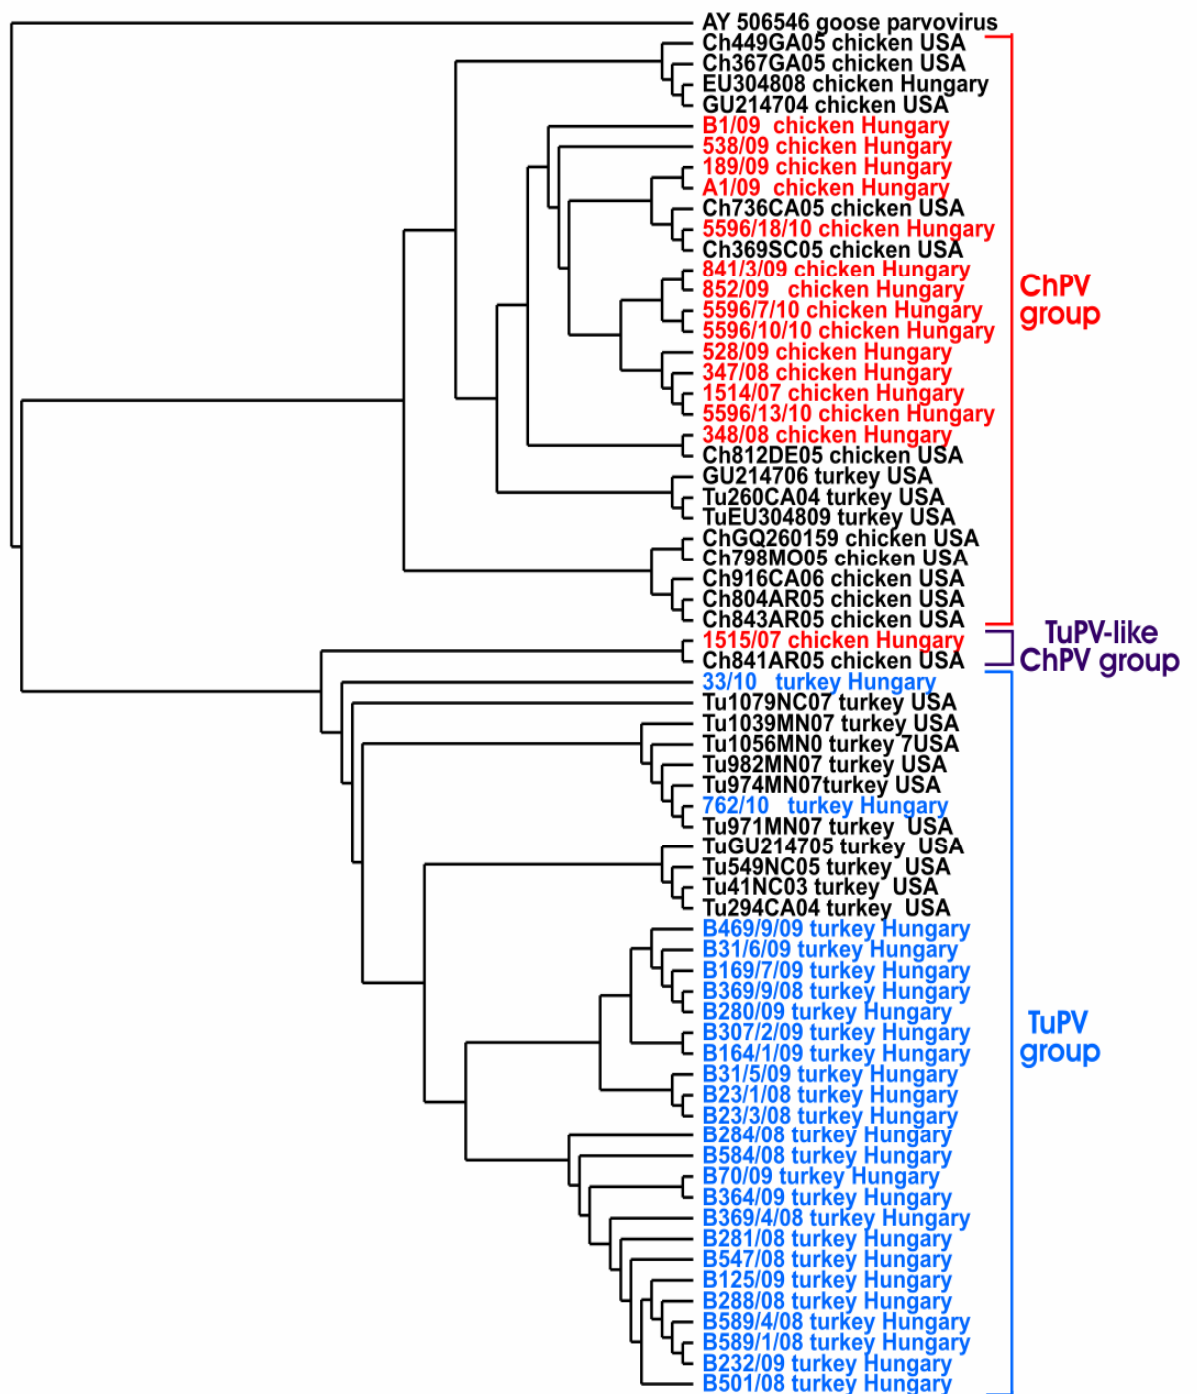 AY 506546 goose parvovirus
Ch449GA05 chicken USA
Ch367GA05 chicken USA
EU304808 chicken Hungary
GU214704 chicken USA
B1/09 chicken Hungary
538/09 chicken Hungary
189/09 chicken Hungary
A1/09 chicken Hungary
Ch736CA05 chicken USA
5596/18/10 chicken Hungary
Ch369SC05 chicken USA
841/3/09 chicken Hungary
852/09 chicken Hungary
5596/7/10 chicken Hungary
5596/10/10 chicken Hungary
528/09 chicken Hungary
347/08 chicken Hungary
1514/07 chicken Hungary
5596/13/10 chicken Hungary
348/08 chicken Hungary
Ch812DE05 chicken USA
GU214706 turkey USA
Tu260CA04 turkey USA
TuEU304809 turkey USA
ChGQ260159 chicken USA
Ch798MO05 chicken USA
Ch916CA06 chicken USA
Ch804AR05 chicken USA
Ch843AR05 chicken USA
ChPV
group
1515/07 chicken Hungary
Ch841AR05 chicken USA
TuPV-like
ChPV group
33/10 turkey Hungary
Tu1079NC07 turkey USA
Tu1039MN07 turkey USA
Tu1056MN0 turkey 7USA
Tu982MN07 turkey USA
Tu974MN07turkey USA
762/10 turkey Hungary
Tu971MN07 turkey USA
TuGU214705 turkey USA
Tu549NC05 turkey USA
Tu41NC03 turkey USA
Tu294CA04 turkey USA
B469/9/09 turkey Hungary
B31/6/09 turkey Hungary
B169/7/09 turkey Hungary
B369/9/08 turkey Hungary
B280/09 turkey Hungary
B307/2/09 turkey Hungary
B164/1/09 turkey Hungary
B31/5/09 turkey Hungary
B23/1/08 turkey Hungary
B23/3/08 turkey Hungary
B284/08 turkey Hungary
B584/08 turkey Hungary
B70/09 turkey Hungary
B364/09 turkey Hungary
B369/4/08 turkey Hungary
B281/08 turkey Hungary
B547/08 turkey Hungary
B125/09 turkey Hungary
B288/08 turkey Hungary
B589/4/08 turkey Hungary
B589/1/08 turkey Hungary
B232/09 turkey Hungary
B501/08 turkey Hungary
TuPV
group